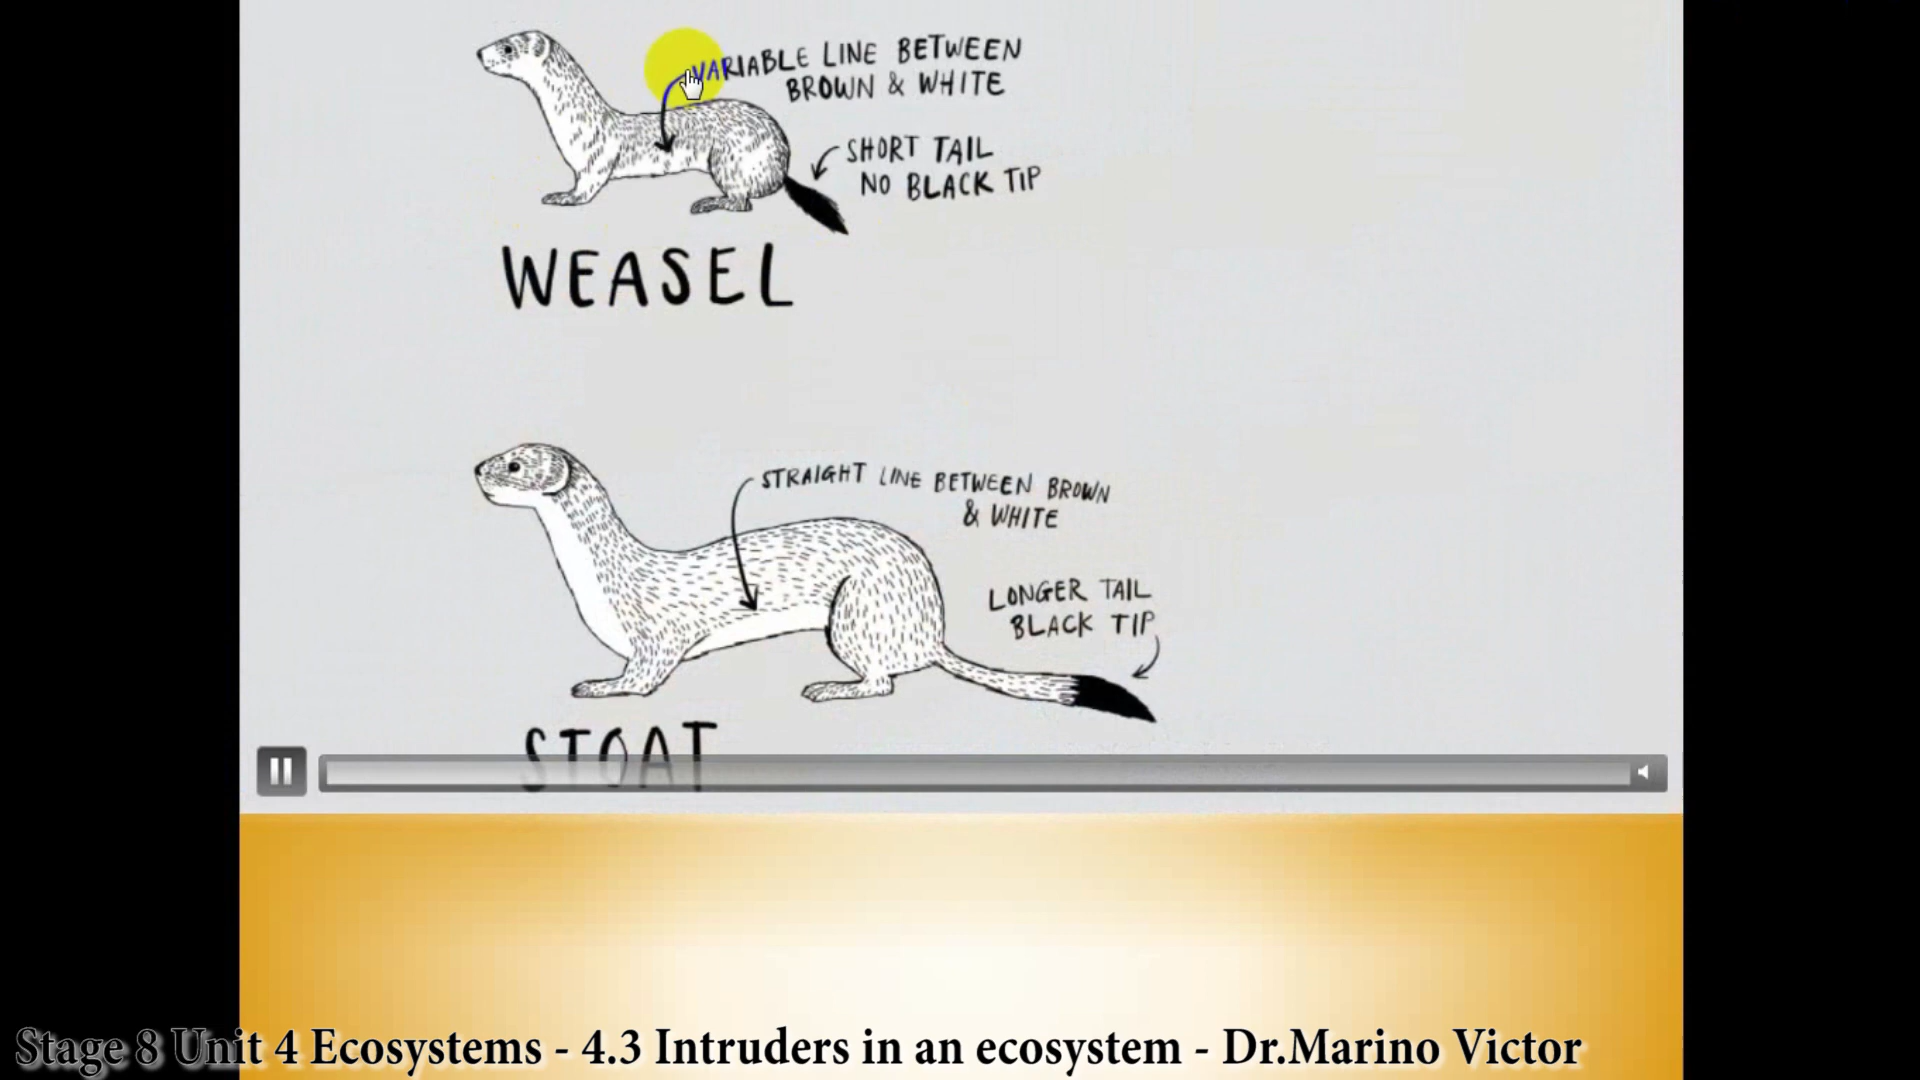 VARIABLE LINE BETWEEN
BROWN & WHITE
SHORT TAIL
NO BLACK TIP
WEASEL
STRAIGHT LINE BETWEEN BROWN
& WHITE
LONGER TAIL
BLACK TIP
STOAT
Stage 8 Unit 4 Ecosystems - 4.3 Intruders in an ecosystem - Dr.Marino Victor